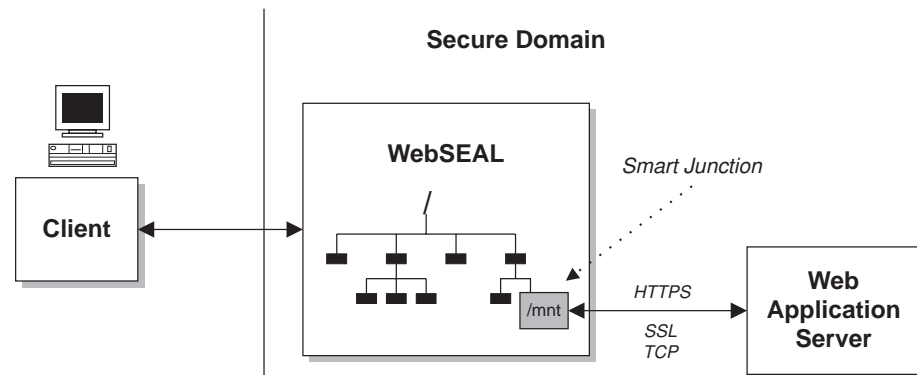 Secure Domain
WebSEAL
Smart Junction
/
Client
/mnt
HTTPS
SSL
TCP
Web
Application
Server